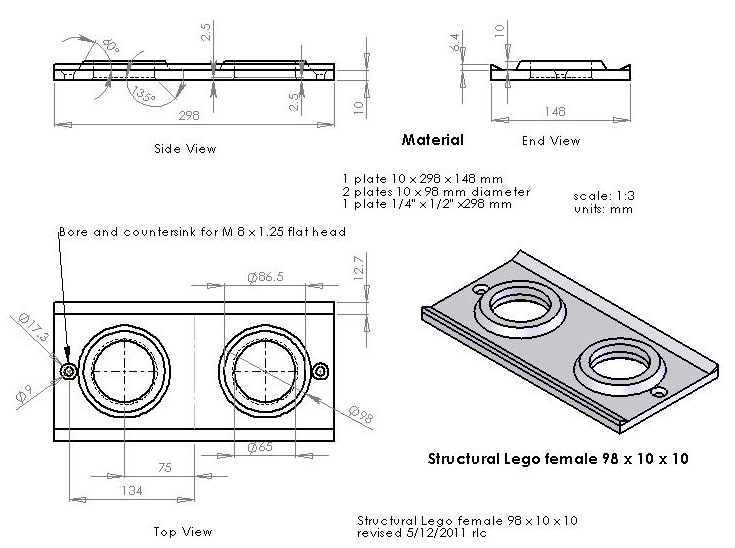 2.5
60°
135°
2.5
10
298
Side View
6.4
10
148
End View
Material
1 plate 10 x 298 x 148 mm
2 plates 10 x 98 mm diameter
1 plate 1/4" x 1/2" x298 mm
scale: 1:3
units: mm
Bore and countersink for M 8 x 1.25 flat head
Ø86.5
12.7
Ø17.3
Ø9
Ø98
Ø65
75
134
Top View
Structural Lego female 98 x 10 x 10
Structural Lego female 98 x 10 x 10
revised 5/12/2011 rlc